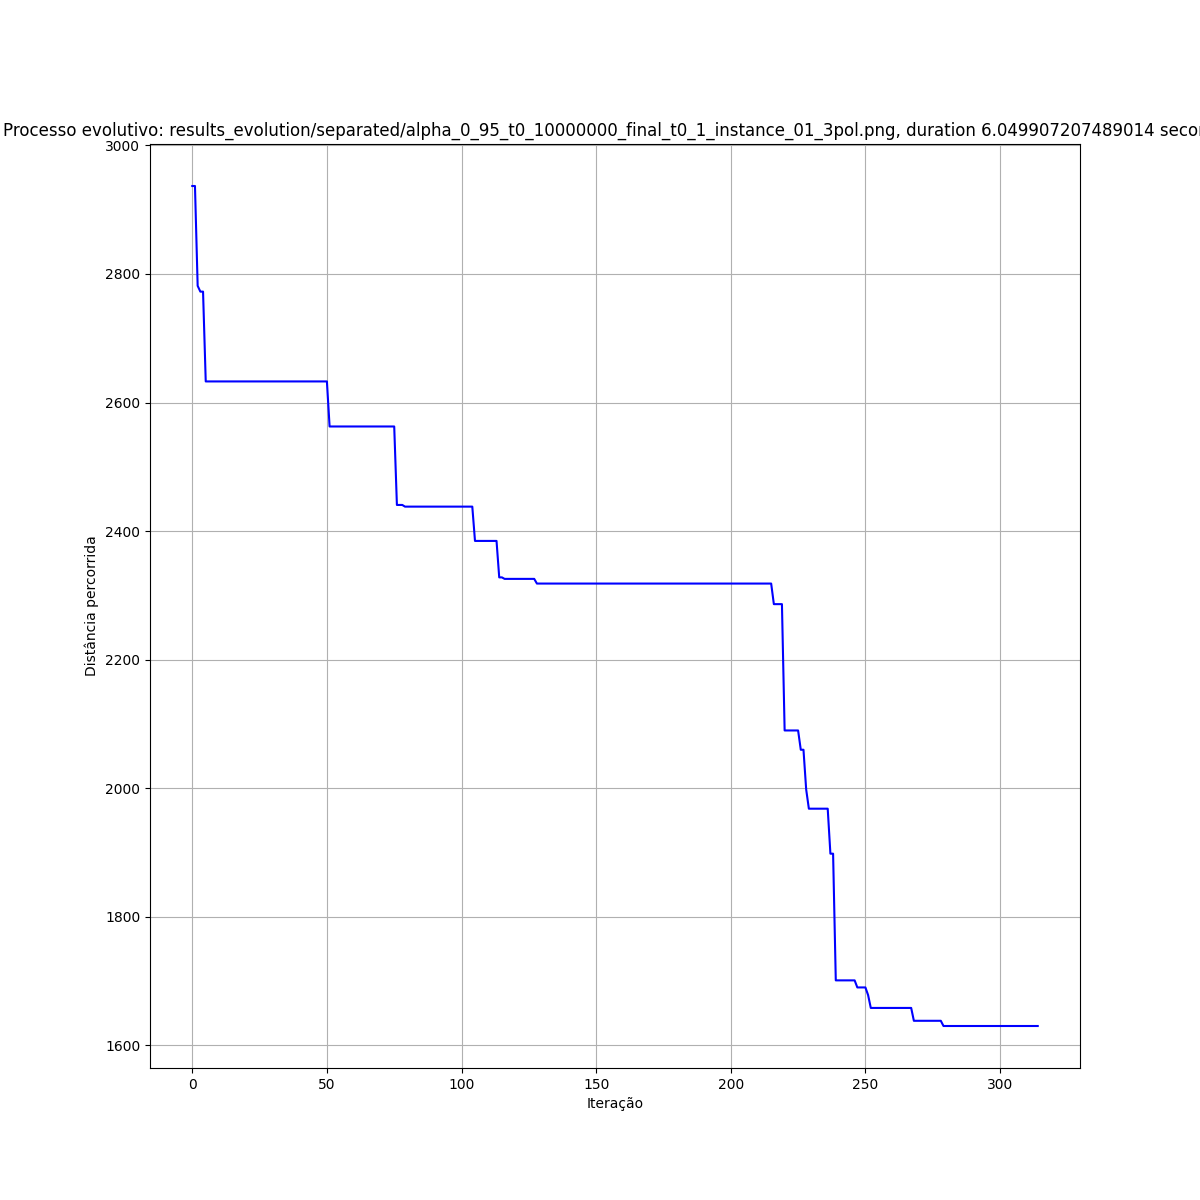 Processo evolutivo: results_evolution/separated/alpha_0_95_t0_10000000_final_t0_1_instance_01_3pol.png, duration 6.049907207489014 seco
3000
2800
2600
2400
2200
2000
1800
1600
Distância percorrida
0 50 100 150 200 250 300
Iteração